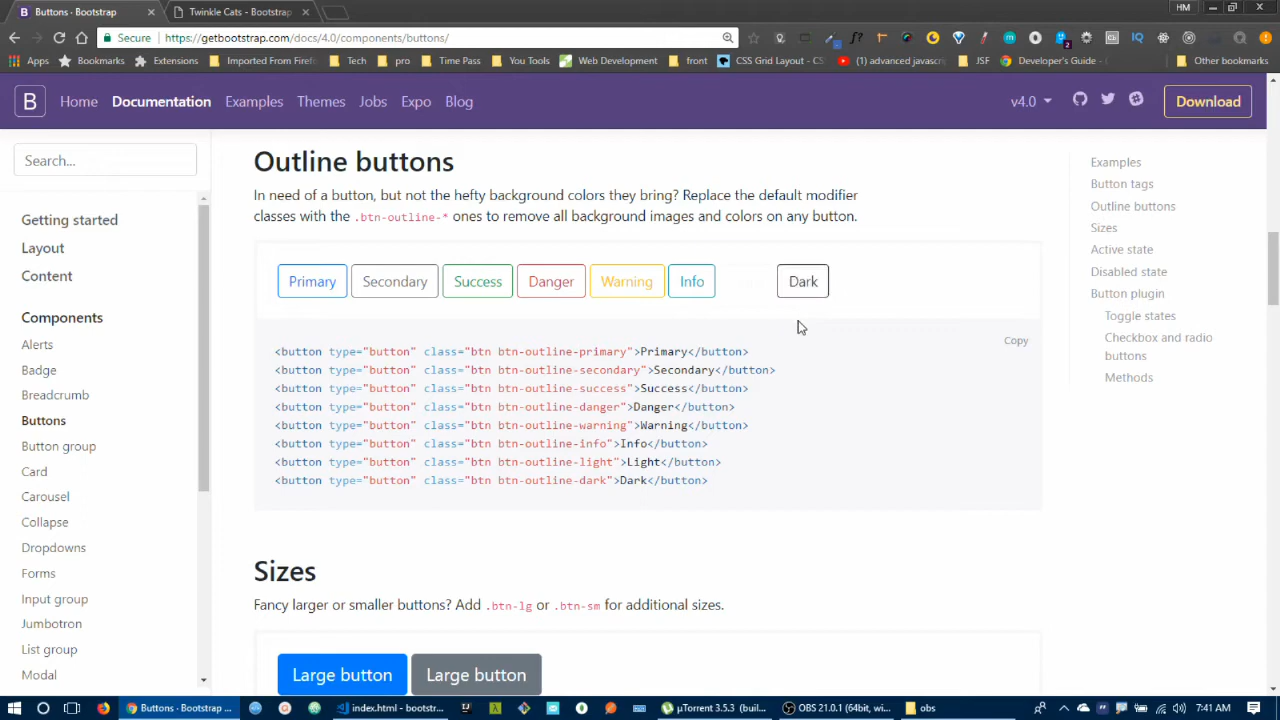 Buttons · Bootstrap
Twinkle Cats - Bootstrap
HM
Secure
https://getbootstrap.com/docs/4.0/components/buttons/
Apps
Bookmarks
Extensions
Imported From Firef
Tech
pro
Time Pass
You Tools
Web Development
front
CSS Grid Layout - CS
(1) advanced javascri
JSF
Developer's Guide -
Other bookmarks
B
Home
Documentation
Examples
Themes
Jobs
Expo
Blog
v4.0
Download
Search...
Getting started
Layout
Content
Components
Alerts
Badge
Breadcrumb
Buttons
Button group
Card
Carousel
Collapse
Dropdowns
Forms
Input group
Jumbotron
List group
Modal
Outline buttons
In need of a button, but not the hefty background colors they bring? Replace the default modifier
classes with the .btn-outline-* ones to remove all background images and colors on any button.
Primary
Secondary
Success
Danger
Warning
Info
Dark
Copy
<button type="button" class="btn btn-outline-primary">Primary</button>
<button type="button" class="btn btn-outline-secondary">Secondary</button>
<button type="button" class="btn btn-outline-success">Success</button>
<button type="button" class="btn btn-outline-danger">Danger</button>
<button type="button" class="btn btn-outline-warning">Warning</button>
<button type="button" class="btn btn-outline-info">Info</button>
<button type="button" class="btn btn-outline-light">Light</button>
<button type="button" class="btn btn-outline-dark">Dark</button>
Sizes
Fancy larger or smaller buttons? Add .btn-lg or .btn-sm for additional sizes.
Large button
Large button
Examples
Button tags
Outline buttons
Sizes
Active state
Disabled state
Button plugin
Toggle states
Checkbox and radio
buttons
Methods
Buttons · Bootstrap ...
index.html - bootstr...
µTorrent 3.5.3 (buil...
OBS 21.0.1 (64bit, wi...
obs
7:41 AM